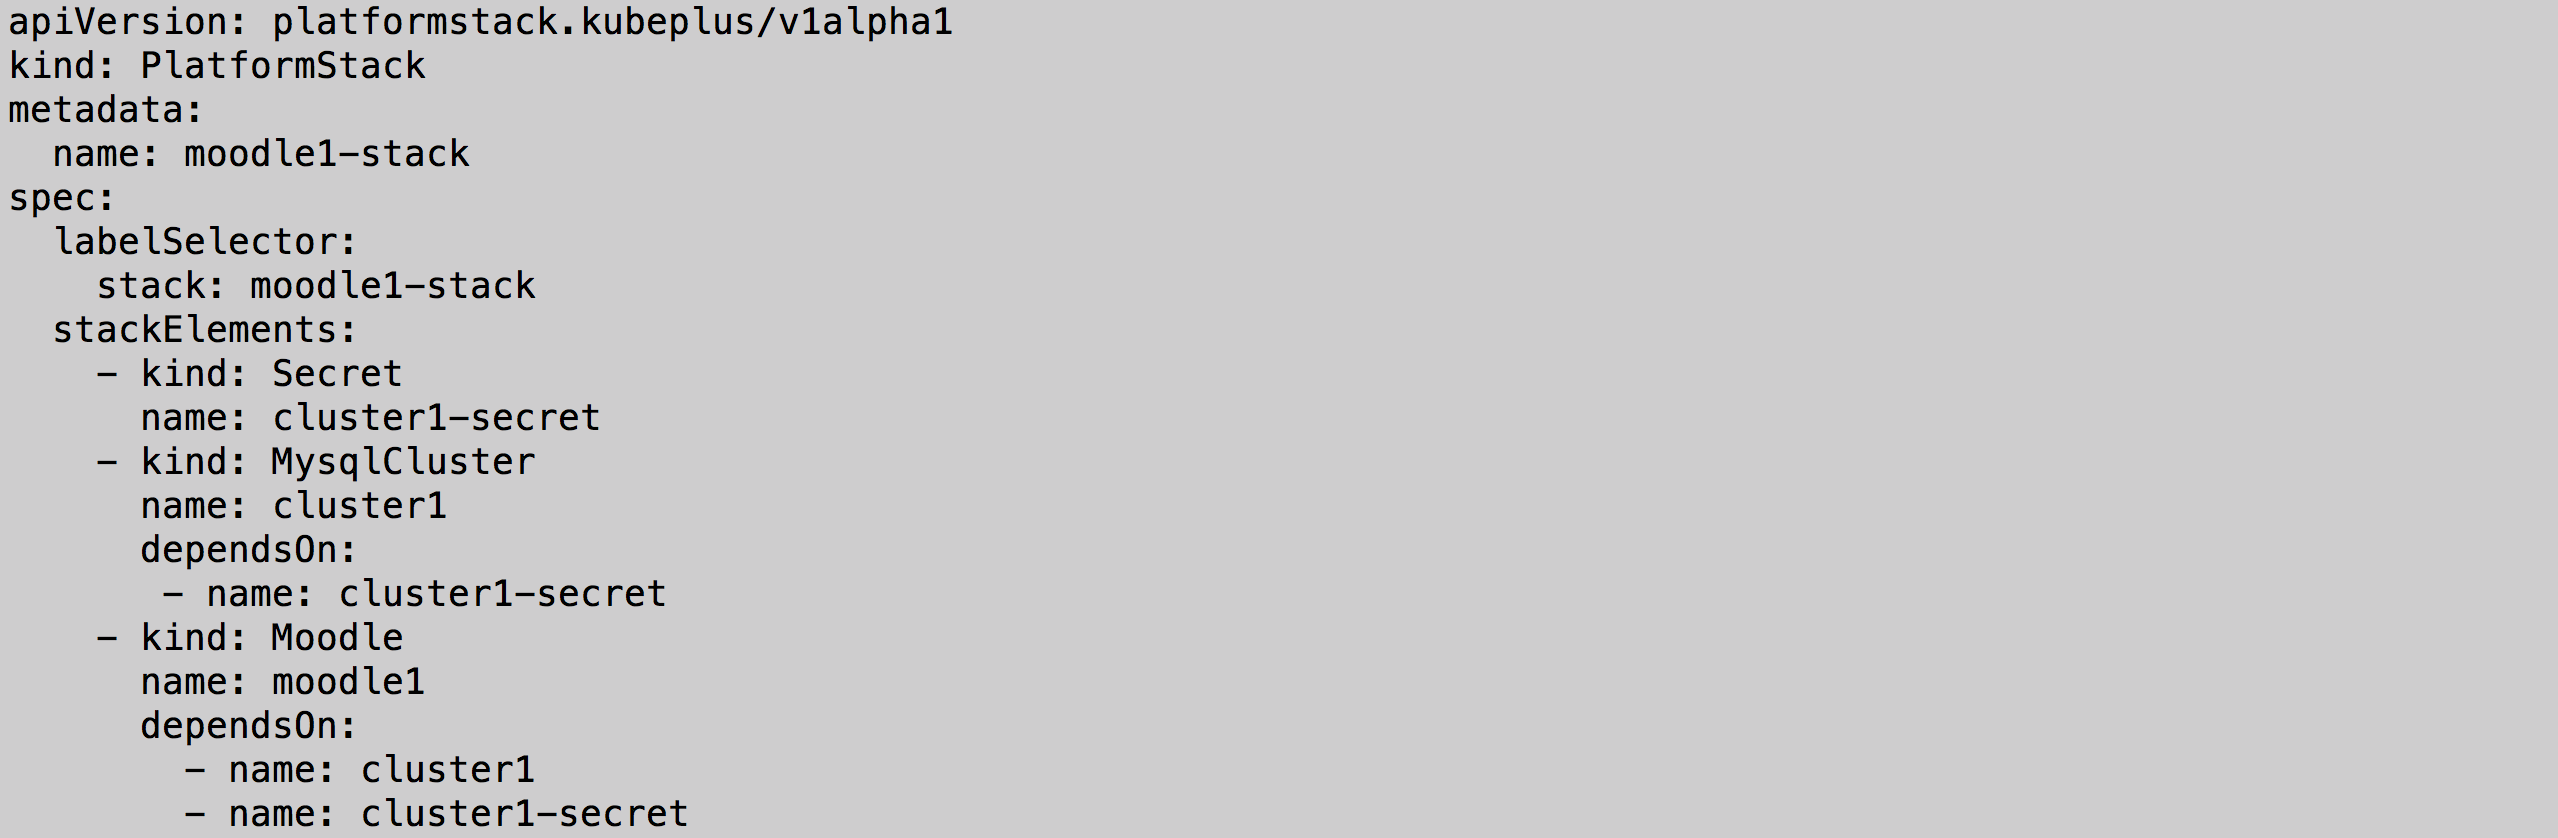 apiVersion: platformstack.kubeplus/v1alpha1
kind: PlatformStack
metadata:
  name: moodle1-stack
spec:
  labelSelector:
    stack: moodle1-stack
  stackElements:
    - kind: Secret
      name: cluster1-secret
    - kind: MysqlCluster
      name: cluster1
      dependsOn:
       - name: cluster1-secret
    - kind: Moodle
      name: moodle1
      dependsOn:
        - name: cluster1
        - name: cluster1-secret